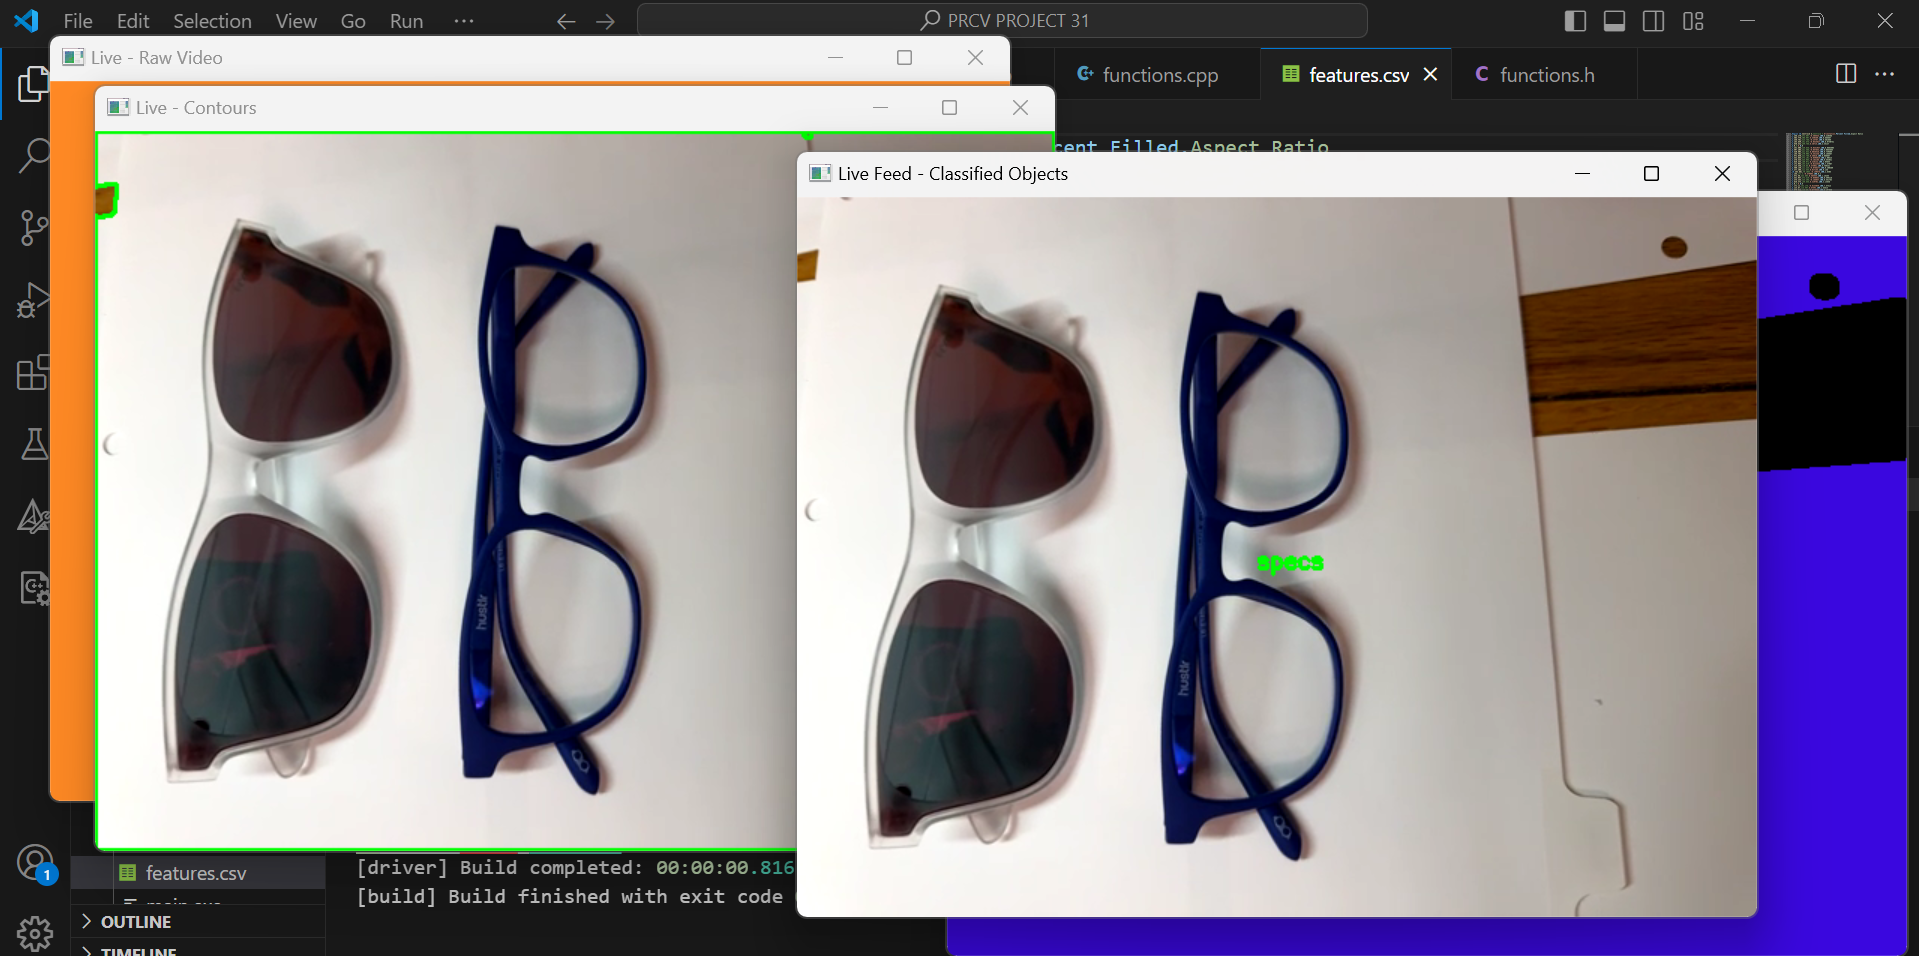 File Edit Selection View Go Run ···
PRCV PROJECT 31
Live - Raw Video
functions.cpp
features.csv
functions.h
Live - Contours
Filled,Aspect Ratio
Live Feed - Classified Objects
specs
hustlr
hustlr
features.csv
[driver] Build completed: 00:00:00.816
[build] Build finished with exit code
1
OUTLINE
TIMELINE